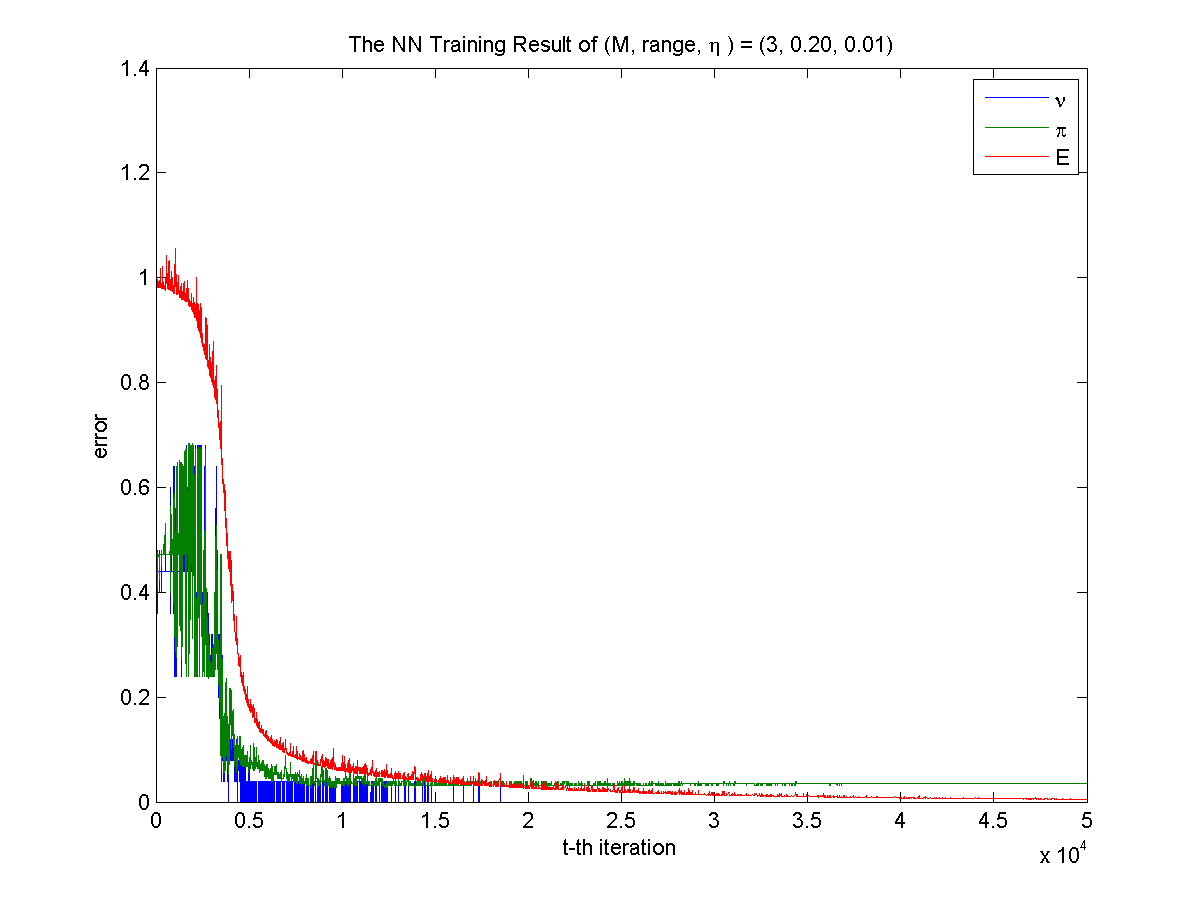 The NN Training Result of (M, range, η ) = (3, 0.20, 0.01)
1.4
1.2
1
0.8
0.6
0.4
0.2
0
error
ν
π
E
0 0.5 1 1.5 2 2.5 3 3.5 4 4.5 5
x 10^4
t-th iteration